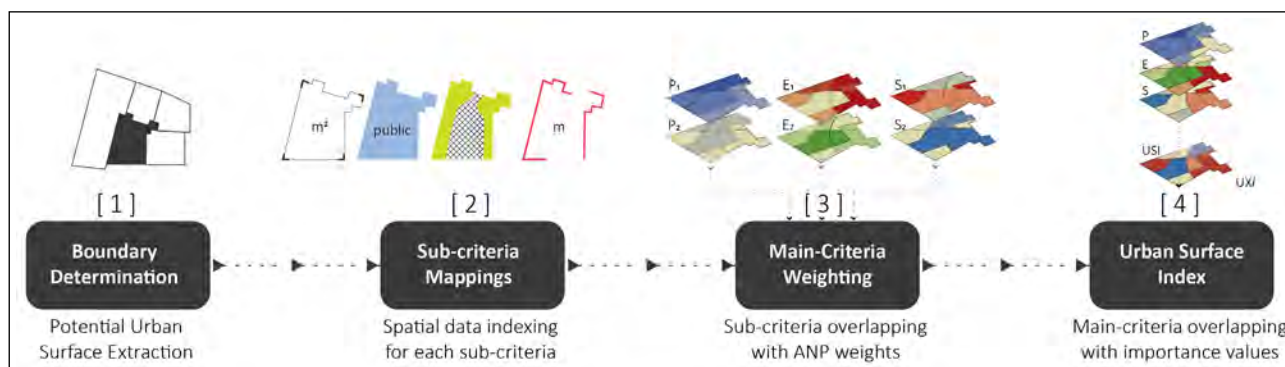 m²
public
m
P₁
E₁
S₁
P₂
E₂
S₂
P
E
S
USI
UXi
[ 1 ]
[ 2 ]
[ 3 ]
[ 4 ]
Boundary
Determination
Sub-criteria
Mappings
Main-Criteria
Weighting
Urban Surface
Index
Potential Urban
Surface Extraction
Spatial data indexing
for each sub-criteria
Sub-criteria overlapping
with ANP weights
Main-criteria overlapping
with importance values